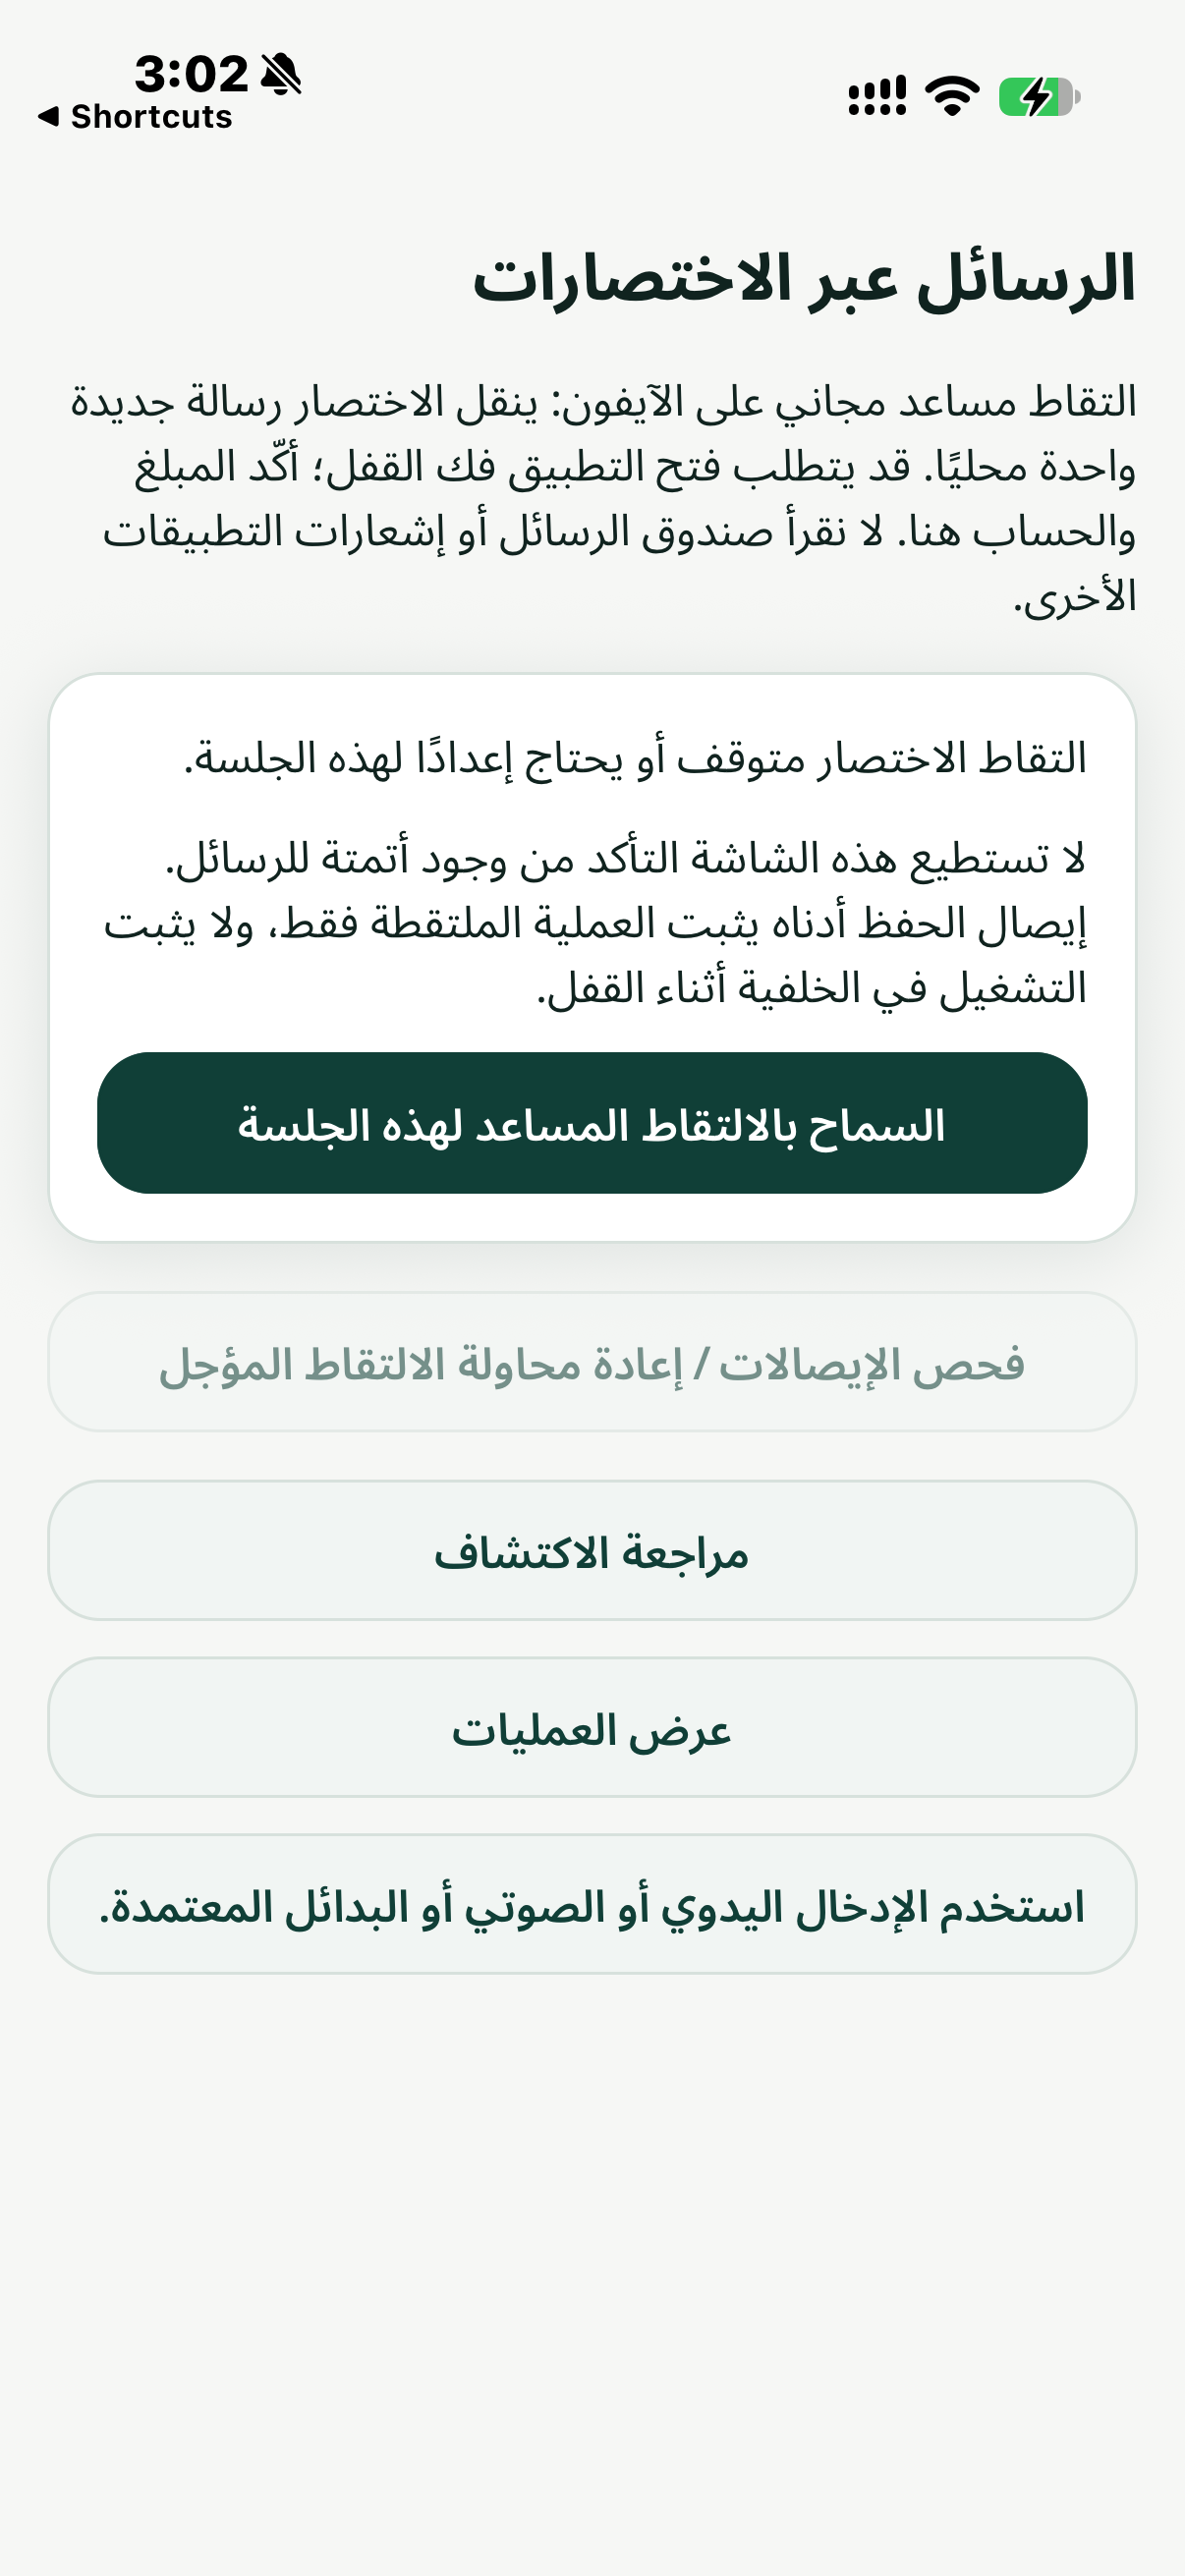 3:02
◀ Shortcuts
الرسائل عبر الاختصارات
التقاط مساعد مجاني على الآيفون: ينقل الاختصار رسالة جديدة
واحدة محليًا. قد يتطلب فتح التطبيق فك القفل؛ أكّد المبلغ
والحساب هنا. لا نقرأ صندوق الرسائل أو إشعارات التطبيقات
الأخرى.
التقاط الاختصار متوقف أو يحتاج إعدادًا لهذه الجلسة.
لا تستطيع هذه الشاشة التأكد من وجود أتمتة للرسائل.
إيصال الحفظ أدناه يثبت العملية الملتقطة فقط، ولا يثبت
التشغيل في الخلفية أثناء القفل.
السماح بالالتقاط المساعد لهذه الجلسة
فحص الإيصالات / إعادة محاولة الالتقاط المؤجل
مراجعة الاكتشاف
عرض العمليات
استخدم الإدخال اليدوي أو الصوتي أو البدائل المعتمدة.